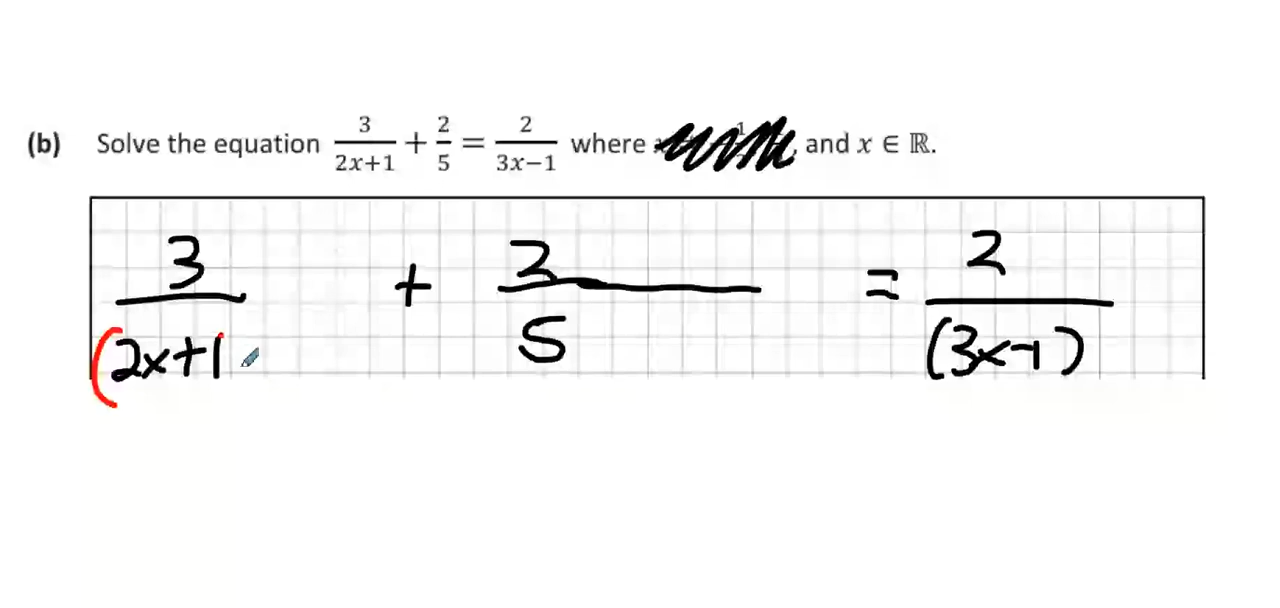 (b) Solve the equation 3/(2x+1) + 2/5 = 2/(3x−1) where , and x ∈ ℝ.
3 + 2 = 2
(2x+1 5 (3x-1)